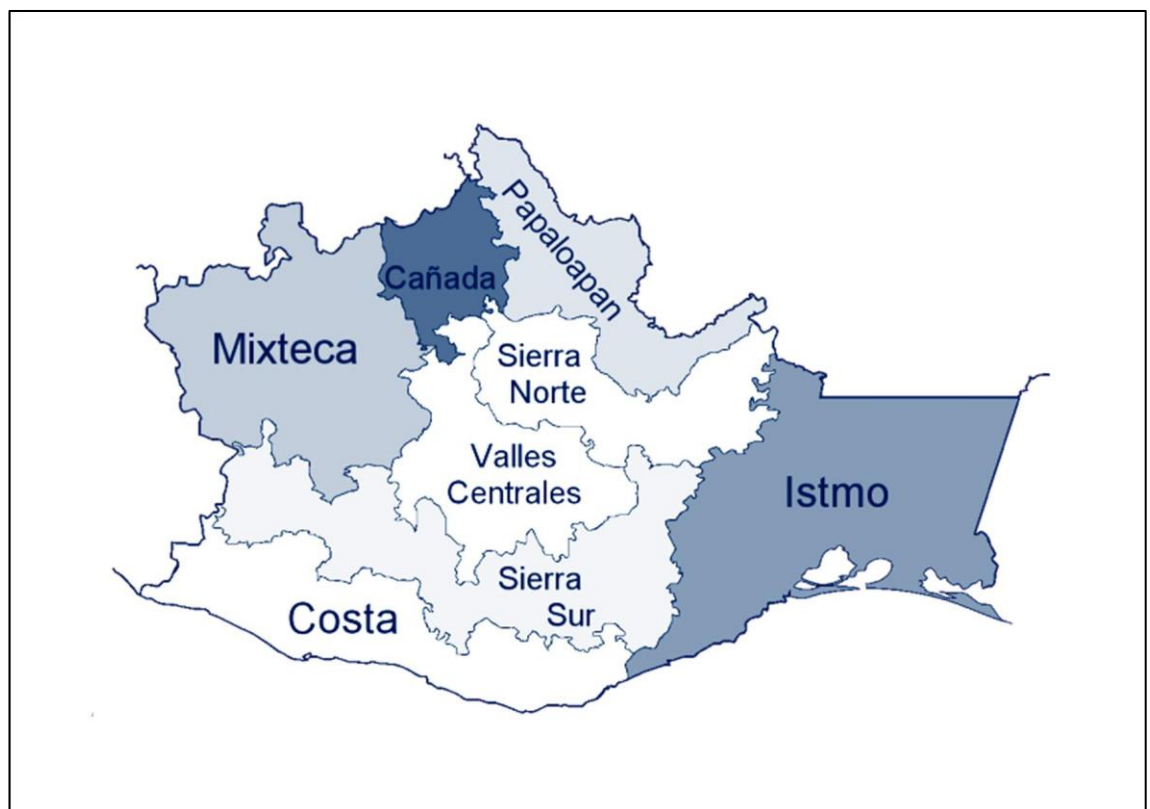 Papaloapan
Cañada
Mixteca
Sierra
Norte
Valles
Centrales
Istmo
Sierra
Sur
Costa